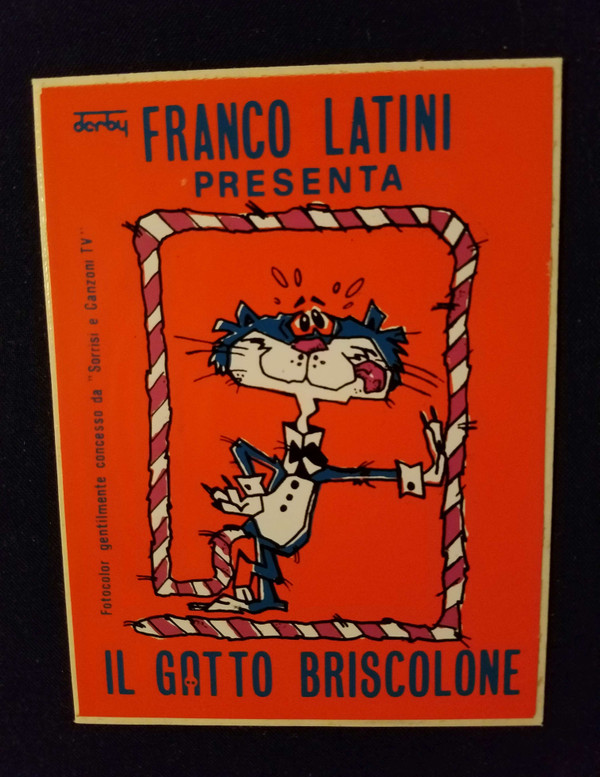 derby
FRANCO LATINI
PRESENTA
Fotocolor gentilmente concesso da "Sorrisi e Canzoni TV"
IL GATTO BRISCOLONE